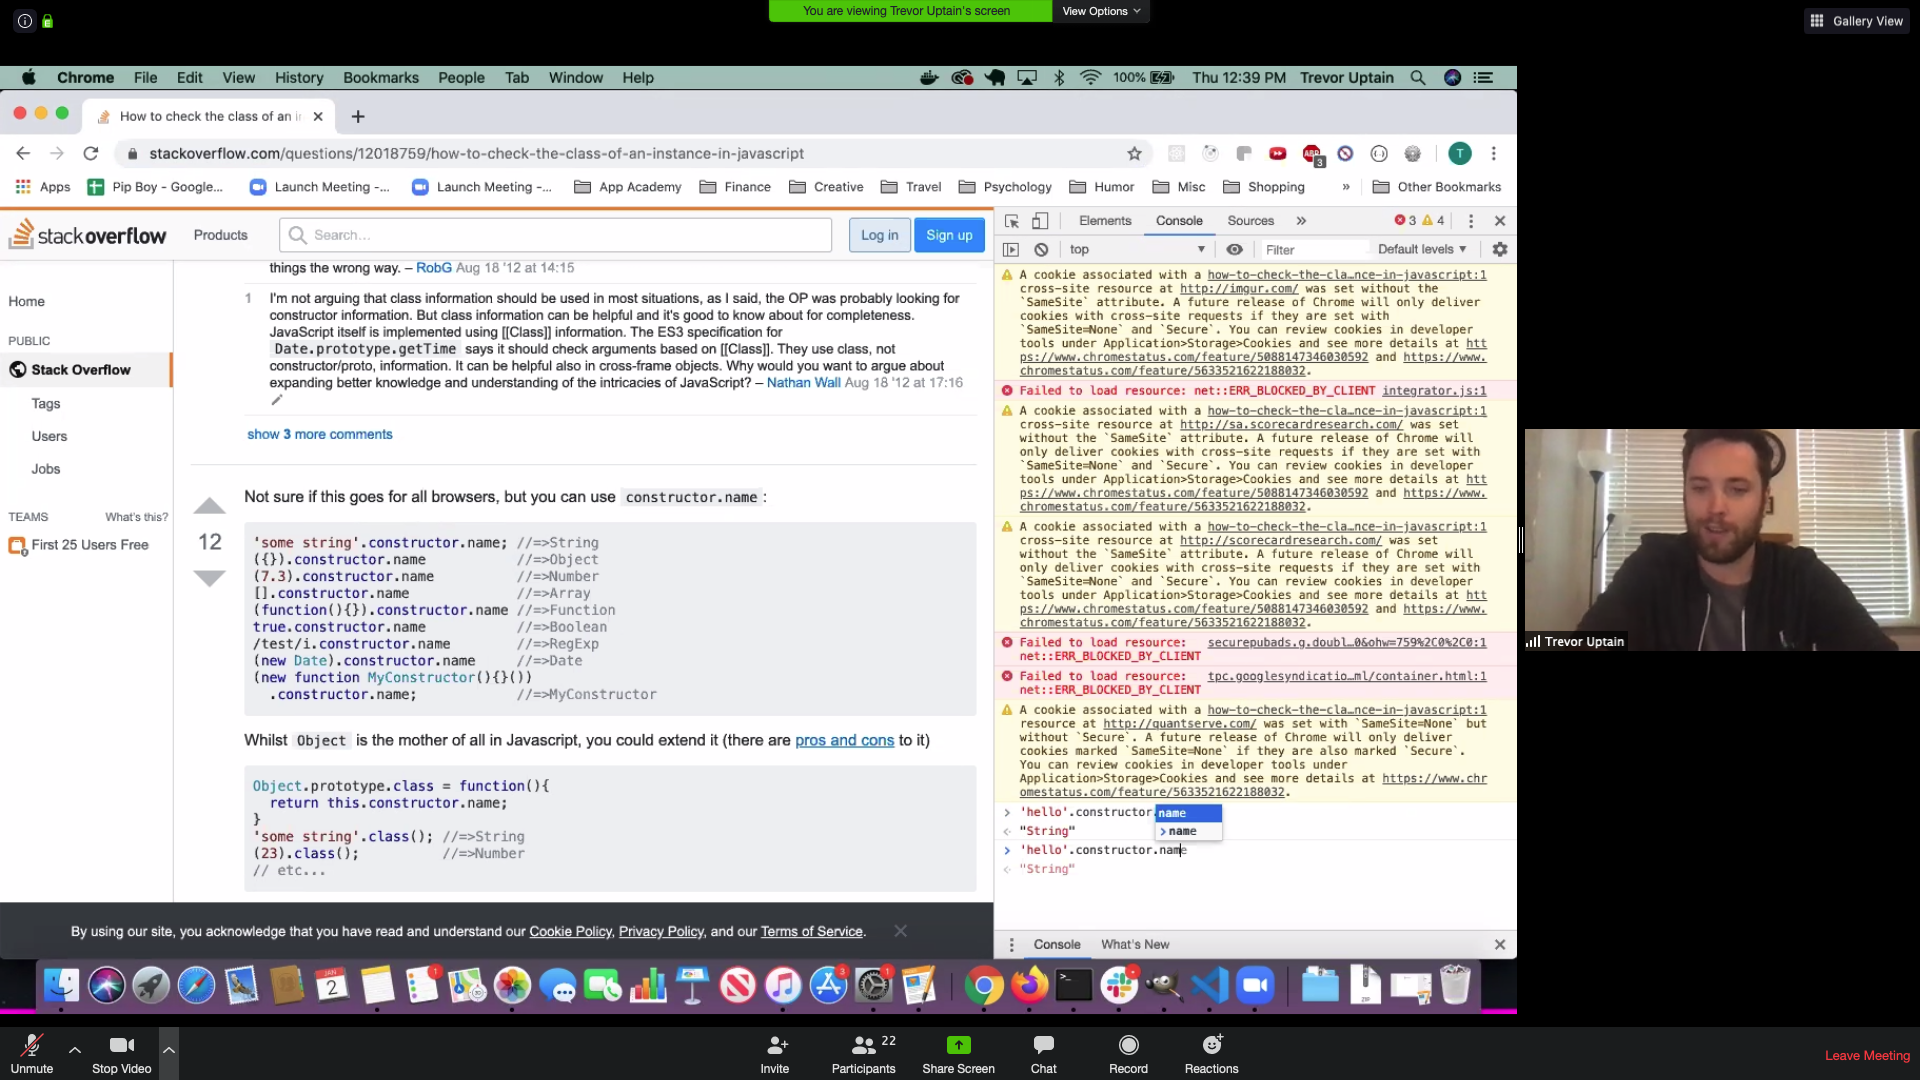 You are viewing Trevor Uptain's screen
View Options
Gallery View
Chrome File Edit View History Bookmarks People Tab Window Help
100% Thu 12:39 PM Trevor Uptain
How to check the class of an i
stackoverflow.com/questions/12018759/how-to-check-the-class-of-an-instance-in-javascript
ABP 3
T
Apps Pip Boy - Google... Launch Meeting -... Launch Meeting -... App Academy Finance Creative Travel Psychology Humor Misc Shopping » Other Bookmarks
stackoverflow Products Search... Log in Sign up
Home
PUBLIC
Stack Overflow
Tags
Users
Jobs
TEAMS What's this?
First 25 Users Free
things the wrong way. – RobG Aug 18 '12 at 14:15
1 I'm not arguing that class information should be used in most situations, as I said, the OP was probably looking for
constructor information. But class information can be helpful and it's good to know about for completeness.
JavaScript itself is implemented using [[Class]] information. The ES3 specification for
Date.prototype.getTime says it should check arguments based on [[Class]]. They use class, not
constructor/proto, information. It can be helpful also in cross-frame objects. Why would you want to argue about
expanding better knowledge and understanding of the intricacies of JavaScript? – Nathan Wall Aug 18 '12 at 17:16
show 3 more comments
12
Not sure if this goes for all browsers, but you can use constructor.name:
'some string'.constructor.name; //=>String
({}).constructor.name //=>Object
(7.3).constructor.name //=>Number
[].constructor.name //=>Array
(function(){}).constructor.name //=>Function
true.constructor.name //=>Boolean
/test/i.constructor.name //=>RegExp
(new Date).constructor.name //=>Date
(new function MyConstructor(){}())
.constructor.name; //=>MyConstructor
Whilst Object is the mother of all in Javascript, you could extend it (there are pros and cons to it)
Object.prototype.class = function(){
return this.constructor.name;
}
'some string'.class(); //=>String
(23).class(); //=>Number
// etc...
By using our site, you acknowledge that you have read and understand our Cookie Policy, Privacy Policy, and our Terms of Service.
Elements Console Sources » 3 4
top Filter Default levels
A cookie associated with a how-to-check-the-cla…nce-in-javascript:1
cross-site resource at http://imgur.com/ was set without the
`SameSite` attribute. A future release of Chrome will only deliver
cookies with cross-site requests if they are set with
`SameSite=None` and `Secure`. You can review cookies in developer
tools under Application>Storage>Cookies and see more details at htt
ps://www.chromestatus.com/feature/5088147346030592 and https://www.
chromestatus.com/feature/5633521622188032.
Failed to load resource: net::ERR_BLOCKED_BY_CLIENT integrator.js:1
A cookie associated with a how-to-check-the-cla…nce-in-javascript:1
cross-site resource at http://sa.scorecardresearch.com/ was set
without the `SameSite` attribute. A future release of Chrome will
only deliver cookies with cross-site requests if they are set with
`SameSite=None` and `Secure`. You can review cookies in developer
tools under Application>Storage>Cookies and see more details at htt
ps://www.chromestatus.com/feature/5088147346030592 and https://www.
chromestatus.com/feature/5633521622188032.
A cookie associated with a how-to-check-the-cla…nce-in-javascript:1
cross-site resource at http://scorecardresearch.com/ was set
without the `SameSite` attribute. A future release of Chrome will
only deliver cookies with cross-site requests if they are set with
`SameSite=None` and `Secure`. You can review cookies in developer
tools under Application>Storage>Cookies and see more details at htt
ps://www.chromestatus.com/feature/5088147346030592 and https://www.
chromestatus.com/feature/5633521622188032.
Failed to load resource: securepubads.g.doubl…0&ohw=759%2C0%2C0:1
net::ERR_BLOCKED_BY_CLIENT
Failed to load resource: tpc.googlesyndicatio…ml/container.html:1
net::ERR_BLOCKED_BY_CLIENT
A cookie associated with a how-to-check-the-cla…nce-in-javascript:1
resource at http://quantserve.com/ was set with `SameSite=None` but
without `Secure`. A future release of Chrome will only deliver
cookies marked `SameSite=None` if they are also marked `Secure`.
You can review cookies in developer tools under
Application>Storage>Cookies and see more details at https://www.chr
omestatus.com/feature/5633521622188032.
'hello'.constructor.
name
"String"
name
'hello'.constructor.name
"String"
Console What's New
JAN 2 1 3 1
Trevor Uptain
Unmute Stop Video Invite Participants 22 Share Screen Chat Record Reactions Leave Meeting